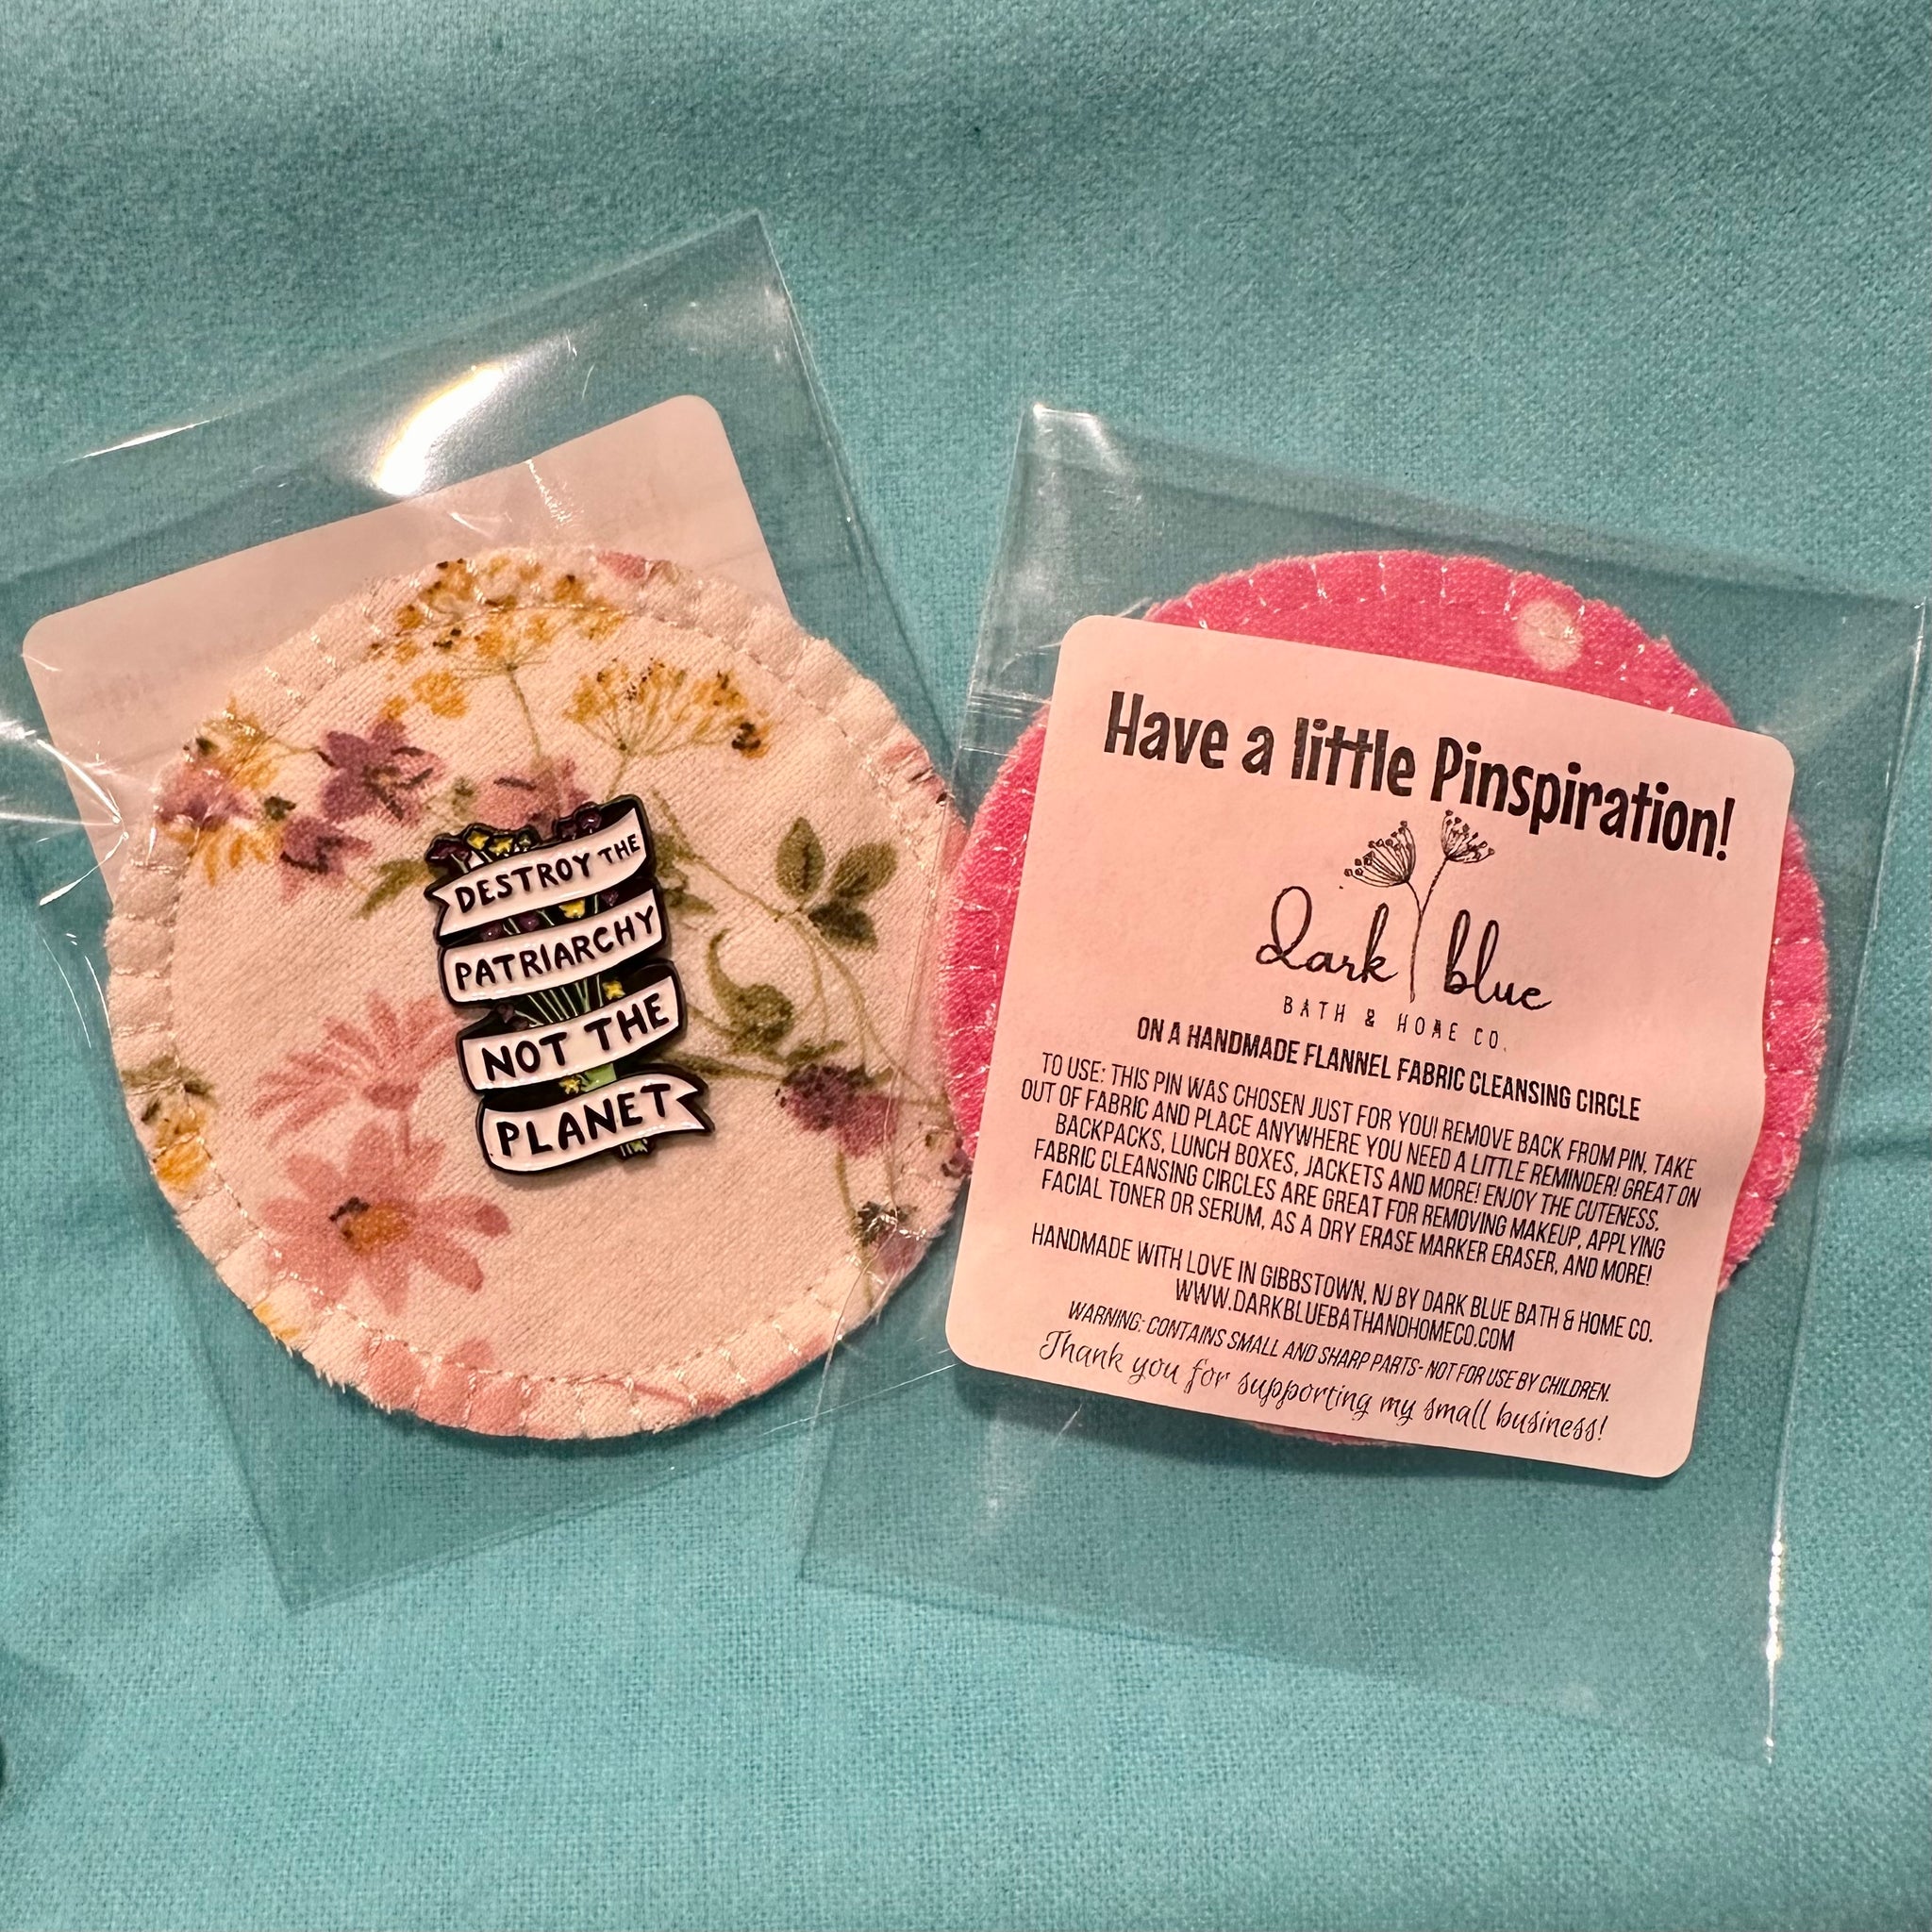 DESTROY THE
PATRIARCHY
NOT THE
PLANET
Have a little Pinspiration!
dark blue
BATH & HOME CO.
ON A HANDMADE FLANNEL FABRIC CLEANSING CIRCLE
TO USE: THIS PIN WAS CHOSEN JUST FOR YOU! REMOVE BACK FROM PIN, TAKE
OUT OF FABRIC AND PLACE ANYWHERE YOU NEED A LITTLE REMINDER! GREAT ON
BACKPACKS, LUNCH BOXES, JACKETS AND MORE! ENJOY THE CUTENESS.
FABRIC CLEANSING CIRCLES ARE GREAT FOR REMOVING MAKEUP, APPLYING
FACIAL TONER OR SERUM, AS A DRY ERASE MARKER ERASER, AND MORE!
HANDMADE WITH LOVE IN GIBBSTOWN, NJ BY DARK BLUE BATH & HOME CO.
WWW.DARKBLUEBATHANDHOMECO.COM
WARNING: CONTAINS SMALL AND SHARP PARTS- NOT FOR USE BY CHILDREN.
Thank you for supporting my small business!